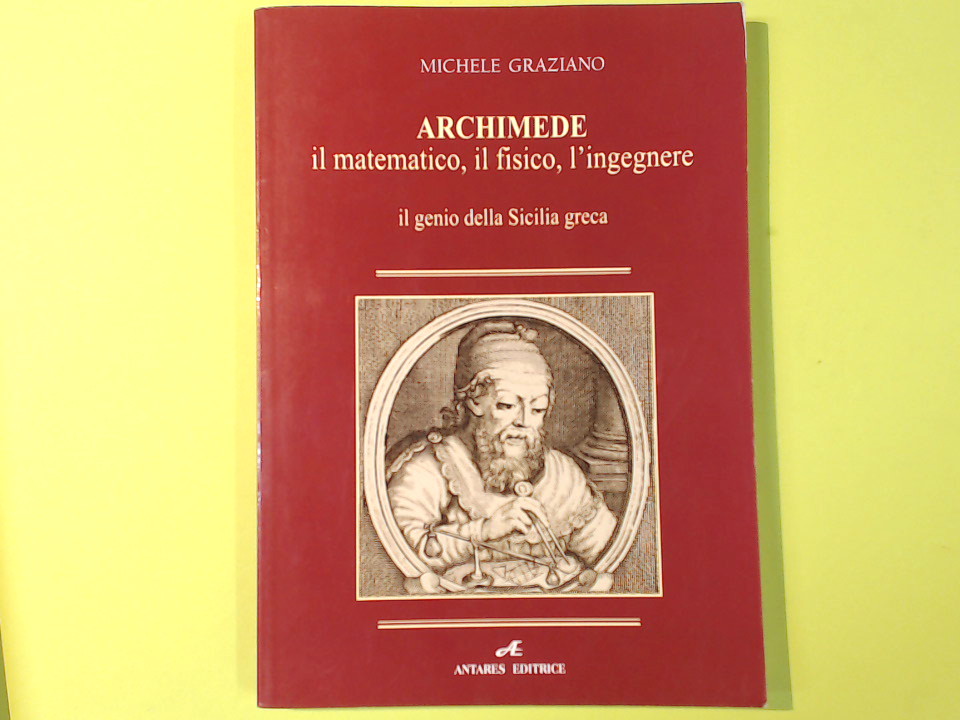 MICHELE GRAZIANO
ARCHIMEDE
il matematico, il fisico, l'ingegnere
il genio della Sicilia greca
Æ
ANTARES EDITRICE